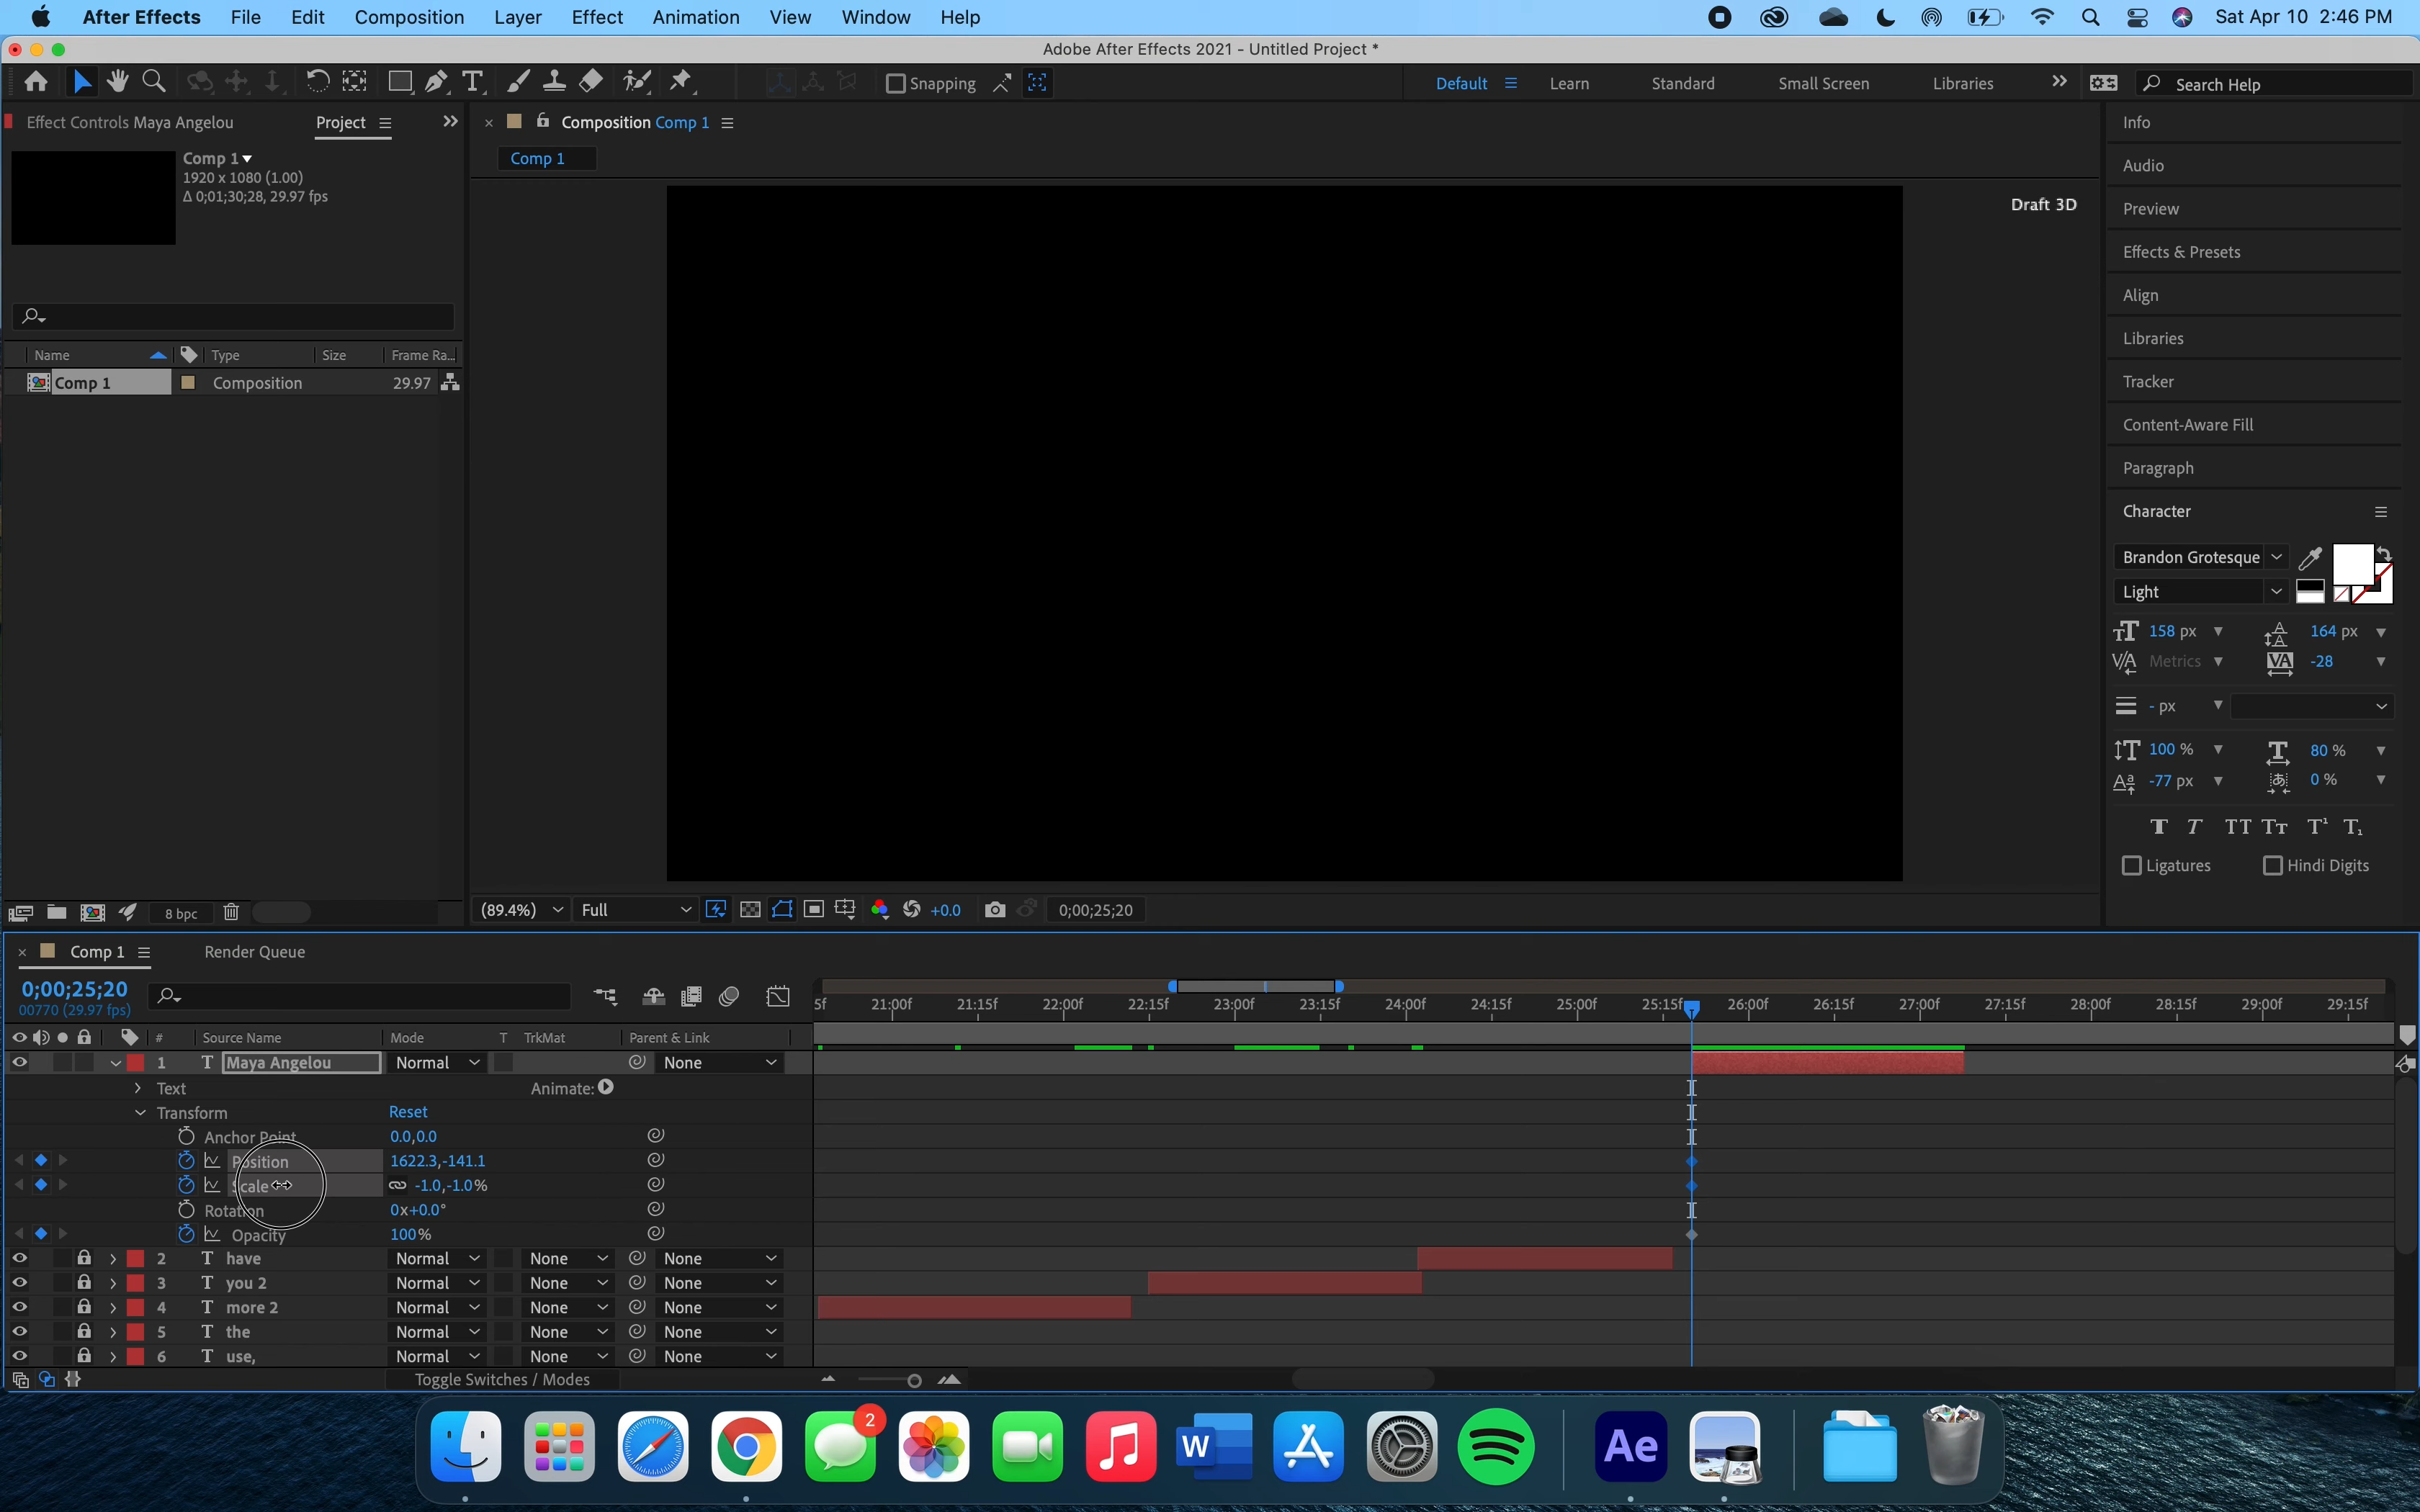 After Effects File Edit Composition Layer Effect Animation View Window Help Sat Apr 10 2:46 PM
Adobe After Effects 2021 - Untitled Project *
Snapping Default Learn Standard Small Screen Libraries Search Help
Effect Controls Maya Angelou Project
Composition Comp 1
Comp 1
Comp 1
1920 x 1080 (1.00)
Δ 0;01;30;28, 29.97 fps
Draft 3D
Name Type Size Frame Ra...
Comp 1 Composition 29.97
8 bpc
(89.4%) Full +0.0 0;00;25;20
Info
Audio
Preview
Effects & Presets
Align
Libraries
Tracker
Content-Aware Fill
Paragraph
Character
Brandon Grotesque
Light
158 px 164 px
Metrics -28
- px
100 % 80 %
-77 px 0 %
T T TT Tт T¹ T₁
Ligatures Hindi Digits
Comp 1 Render Queue
0;00;25;20
00770 (29.97 fps)
5f 21:00f 21:15f 22:00f 22:15f 23:00f 23:15f 24:00f 24:15f 25:00f 25:15f 26:00f 26:15f 27:00f 27:15f 28:00f 28:15f 29:00f 29:15f
# Source Name Mode T TrkMat Parent & Link
1 T Maya Angelou Normal None
Text Animate:
Transform Reset
Anchor Point 0.0,0.0
Position 1622.3,-141.1
Scale -1.0,-1.0%
Rotation 0x+0.0°
Opacity 100%
2 T have Normal None None
3 T you 2 Normal None None
4 T more 2 Normal None None
5 T the Normal None None
6 T use, Normal None None
Toggle Switches / Modes
2
W
Ae